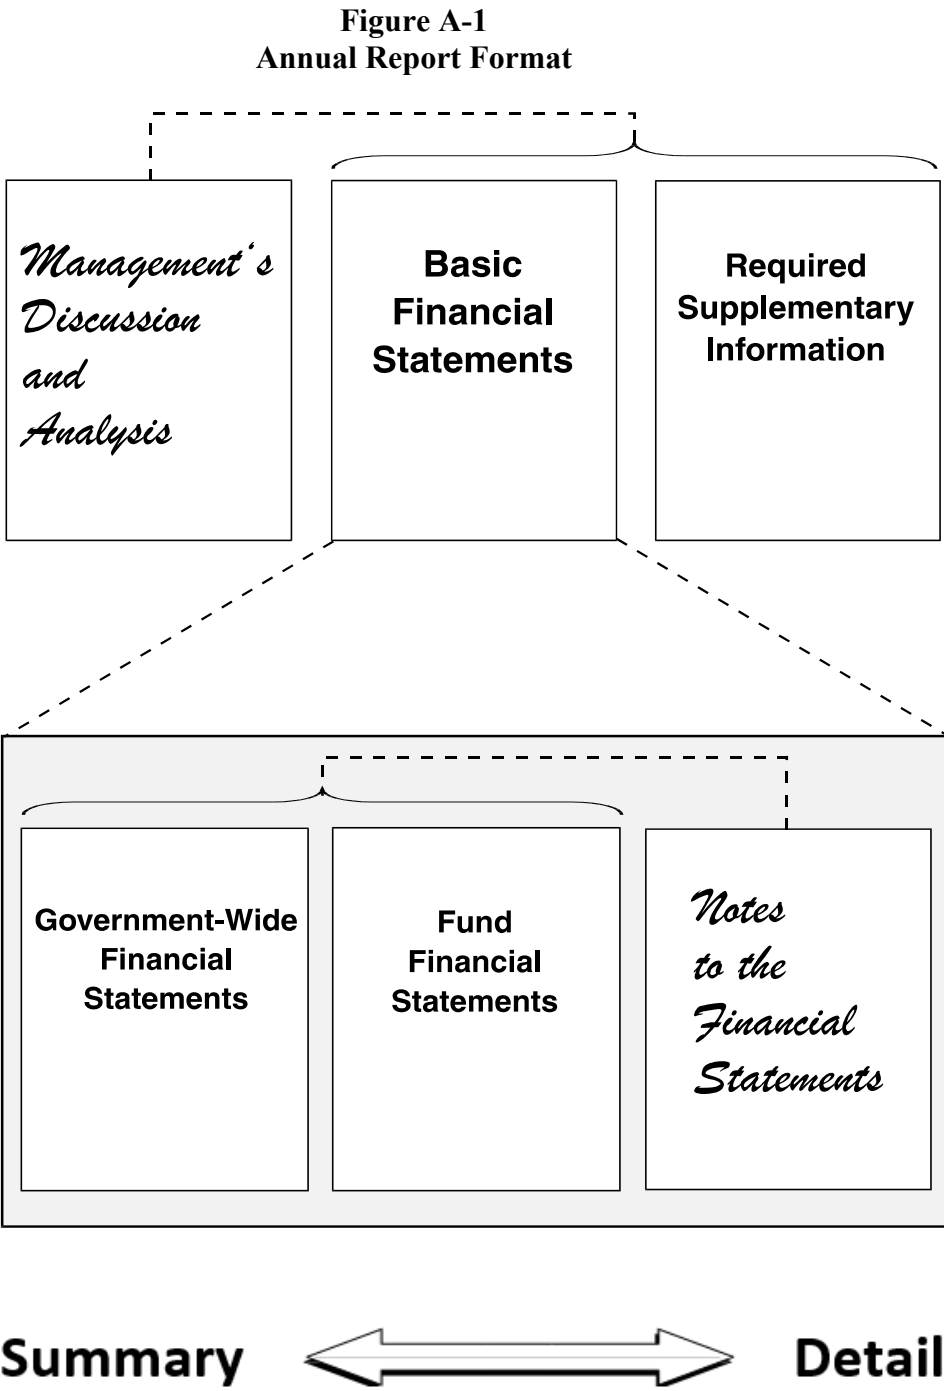 Figure A-1
Annual Report Format
Management's
Discussion
and
Analysis
Basic
Financial
Statements
Required
Supplementary
Information
Government-Wide
Financial
Statements
Fund
Financial
Statements
Notes
to the
Financial
Statements
Summary
Detail